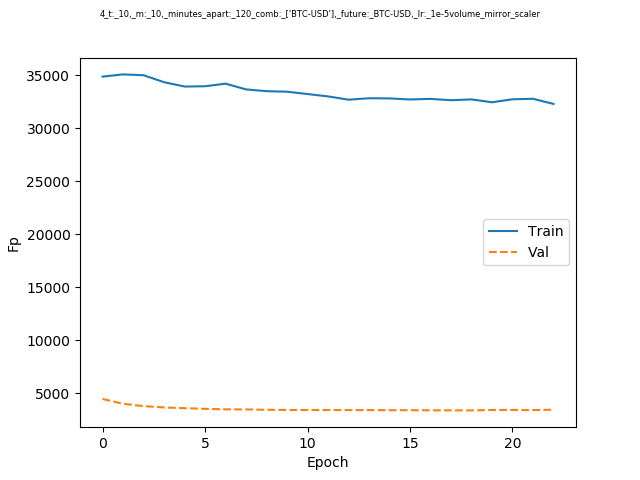 4_t:_10,_m:_10,_minutes_apart:_120_comb:_['BTC-USD'],_future:_BTC-USD,_lr:_1e-5volume_mirror_scaler
35000
30000
25000
20000
15000
10000
5000
Fp
Train
Val
0 5 10 15 20
Epoch